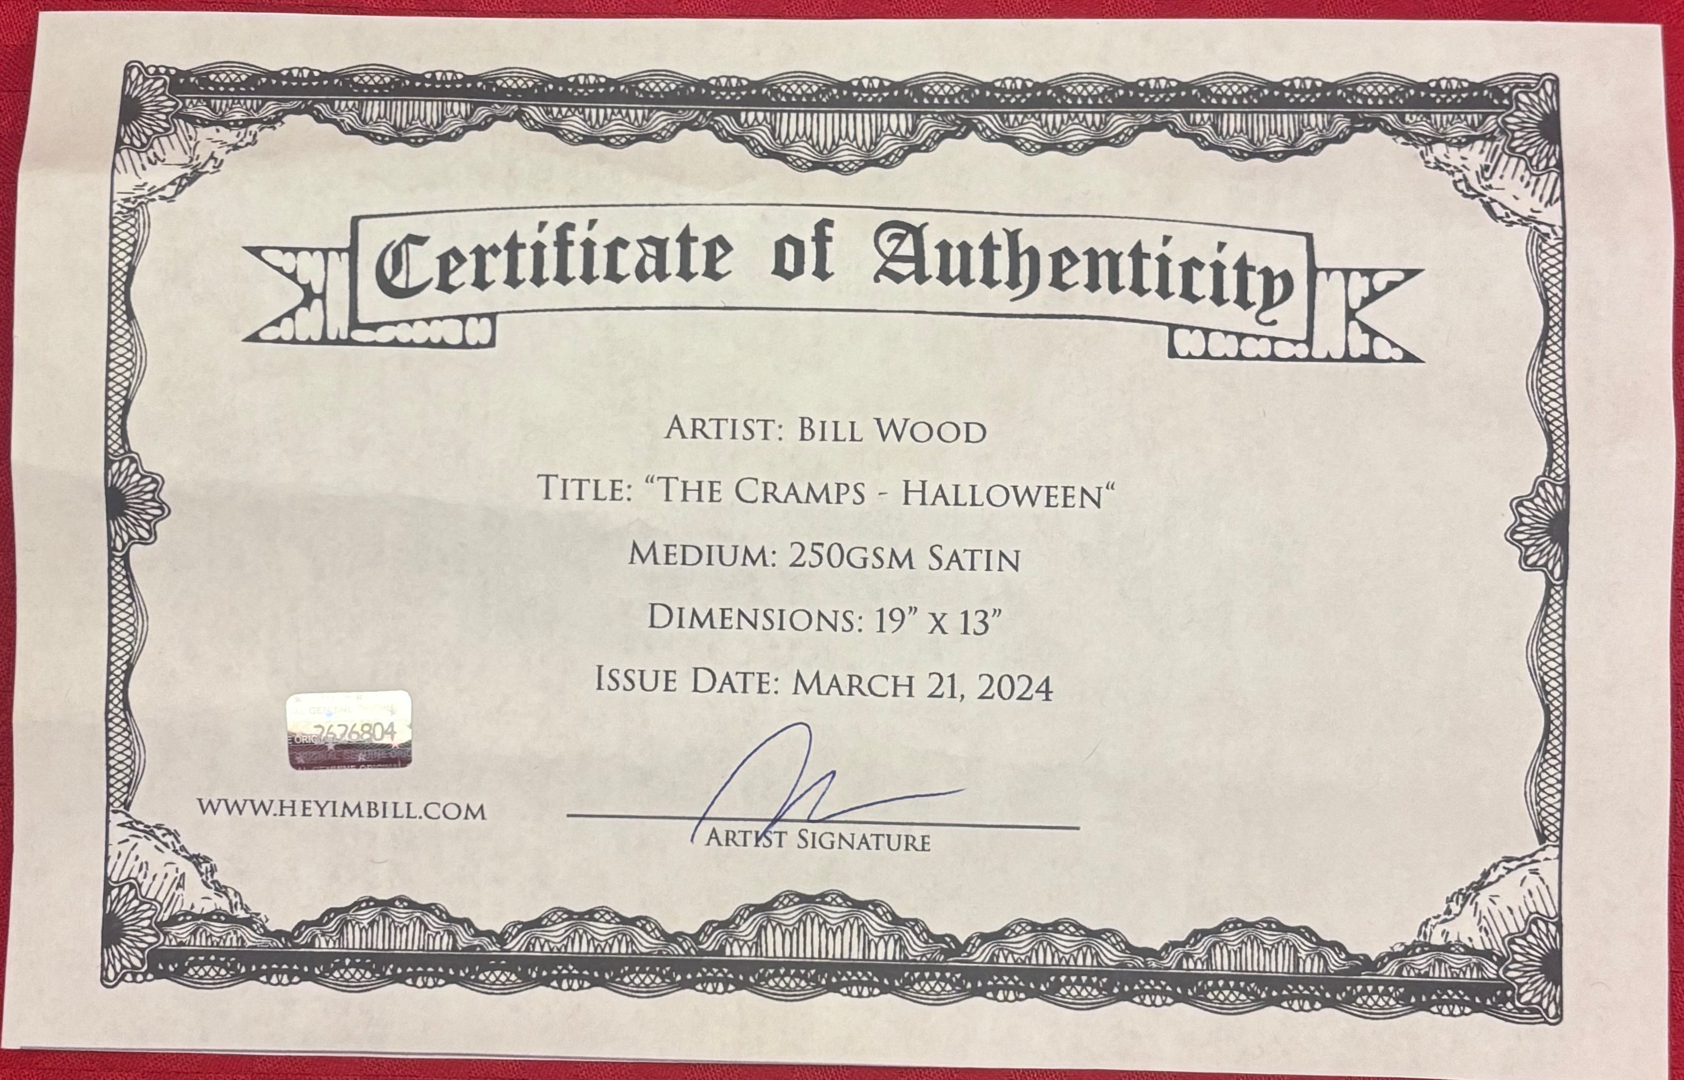 Certificate of Authenticity
Artist: Bill Wood
Title: “The Cramps - Halloween“
Medium: 250gsm Satin
Dimensions: 19” x 13”
Issue Date: March 21, 2024
2626804
www.heyimbill.com
Artist Signature